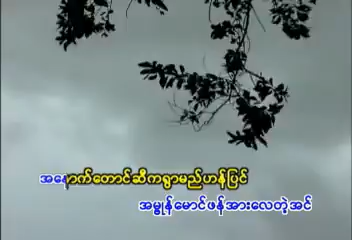 အနောက်တောင်ဆီကရွာမည်ဟန်ပြင်
အမှုန်မောင်ဖန်အားလေတဲ့အင်